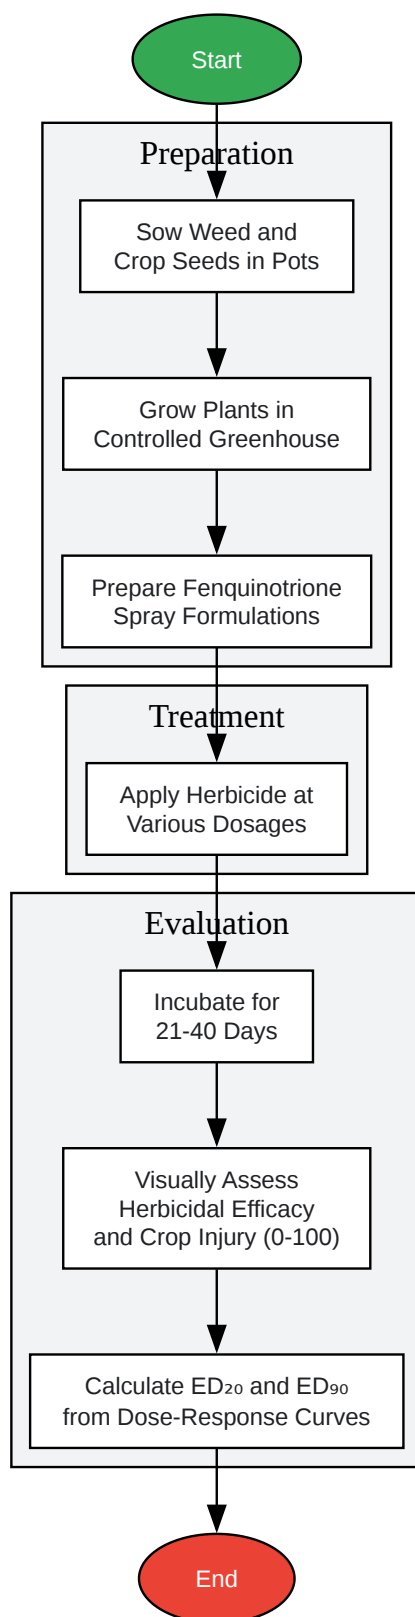 Start
Preparation
Sow Weed and
Crop Seeds in Pots
Grow Plants in
Controlled Greenhouse
Prepare Fenquinotrione
Spray Formulations
Treatment
Apply Herbicide at
Various Dosages
Evaluation
Incubate for
21-40 Days
Visually Assess
Herbicidal Efficacy
and Crop Injury (0-100)
Calculate ED₂₀ and ED₉₀
from Dose-Response Curves
End